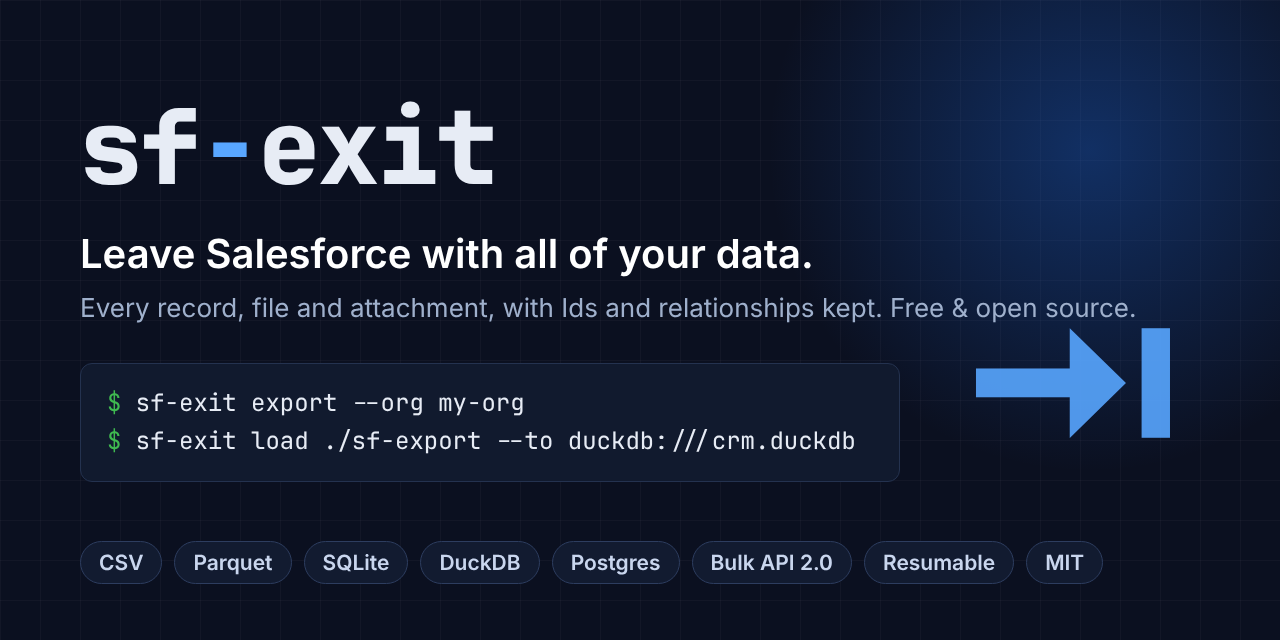 sf-exit
Leave Salesforce with all of your data.
Every record, file and attachment, with Ids and relationships kept. Free & open source.
$ sf-exit export --org my-org
$ sf-exit load ./sf-export --to duckdb:///crm.duckdb
CSV Parquet SQLite DuckDB Postgres Bulk API 2.0 Resumable MIT